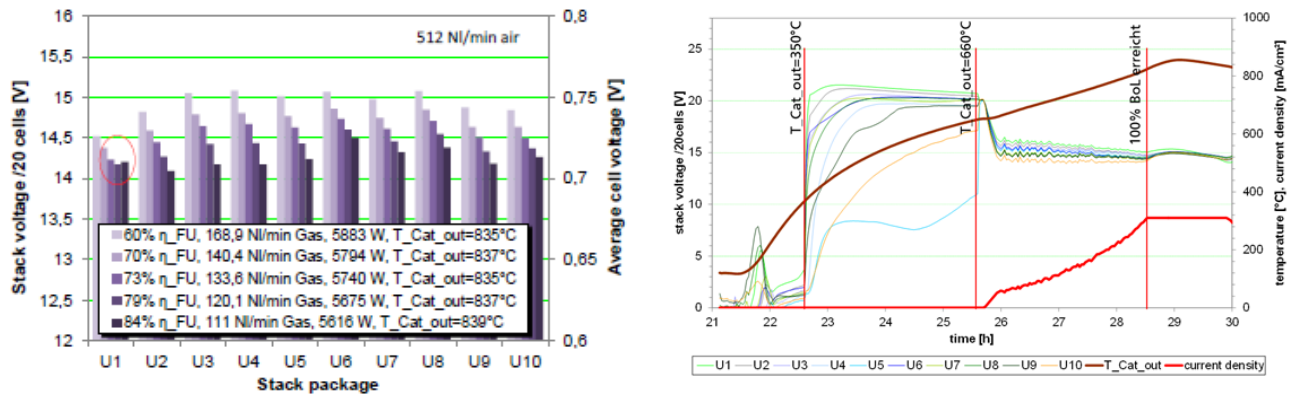 16
15,5
15
14,5
14
13,5
13
12,5
12
Stack voltage /20 cells [V]
512 Nl/min air
60% η_FU, 168,9 Nl/min Gas, 5883 W, T_Cat_out=835°C
70% η_FU, 140,4 Nl/min Gas, 5794 W, T_Cat_out=837°C
73% η_FU, 133,6 Nl/min Gas, 5740 W, T_Cat_out=835°C
79% η_FU, 120,1 Nl/min Gas, 5675 W, T_Cat_out=837°C
84% η_FU, 111 Nl/min Gas, 5616 W, T_Cat_out=839°C
U1 U2 U3 U4 U5 U6 U7 U8 U9 U10
Stack package
0,8
0,75
0,7
0,65
0,6
Average cell voltage [V]
25
20
15
10
5
0
stack voltage /20cells [V]
T_Cat_out=350°C
T_Cat_out=660°C
100% BoL erreicht
1000
800
600
400
200
0
temperature [°C], current density [mA/cm²]
21 22 23 24 25 26 27 28 29 30
time [h]
U1 U2 U3 U4 U5 U6 U7 U8 U9 U10 T_Cat_out current density